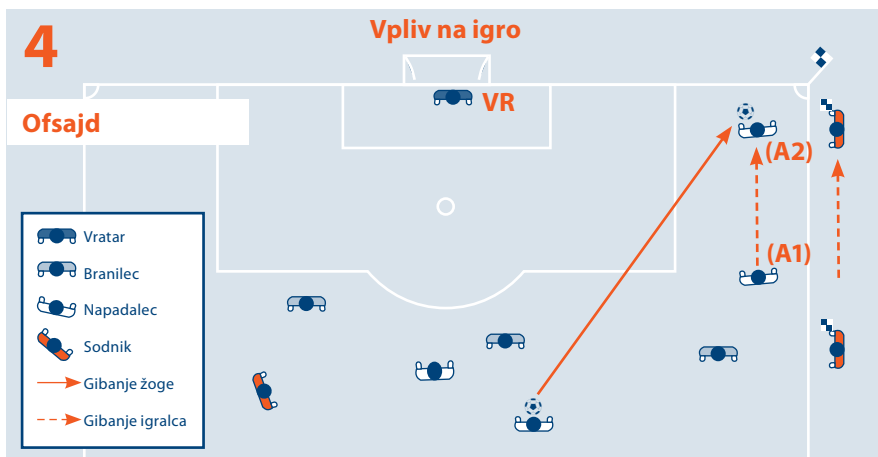 4
Vpliv na igro
VR
Ofsajd
(A2)
(A1)
Vratar
Branilec
Napadalec
Sodnik
Gibanje žoge
Gibanje igralca